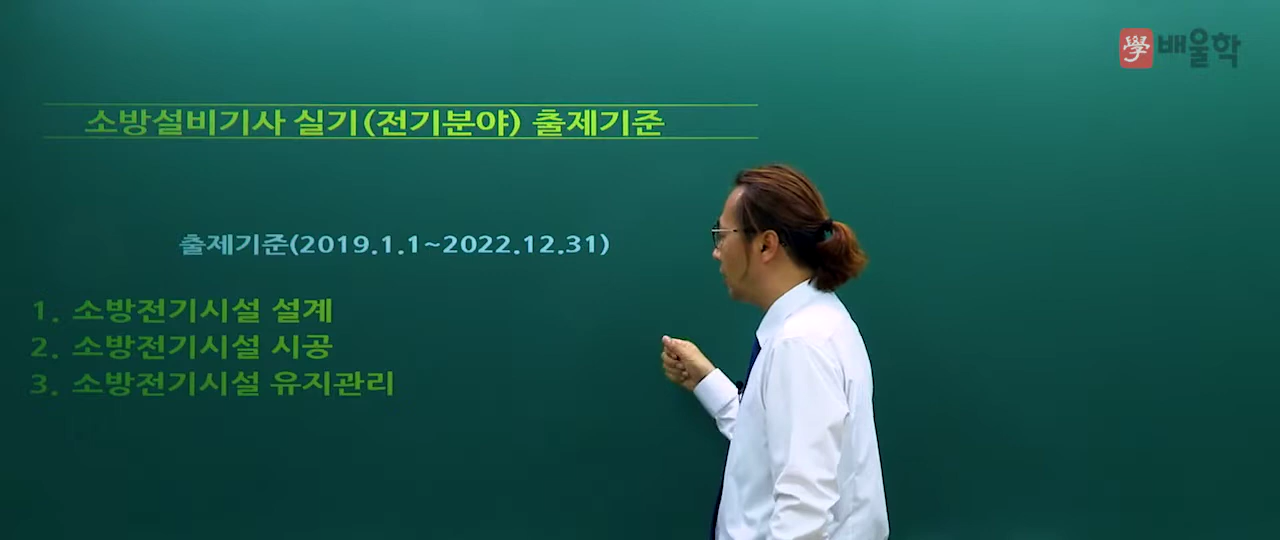 學 배울학
소방설비기사 실기(전기분야) 출제기준
출제기준(2019.1.1~2022.12.31)
1. 소방전기시설 설계
2. 소방전기시설 시공
3. 소방전기시설 유지관리